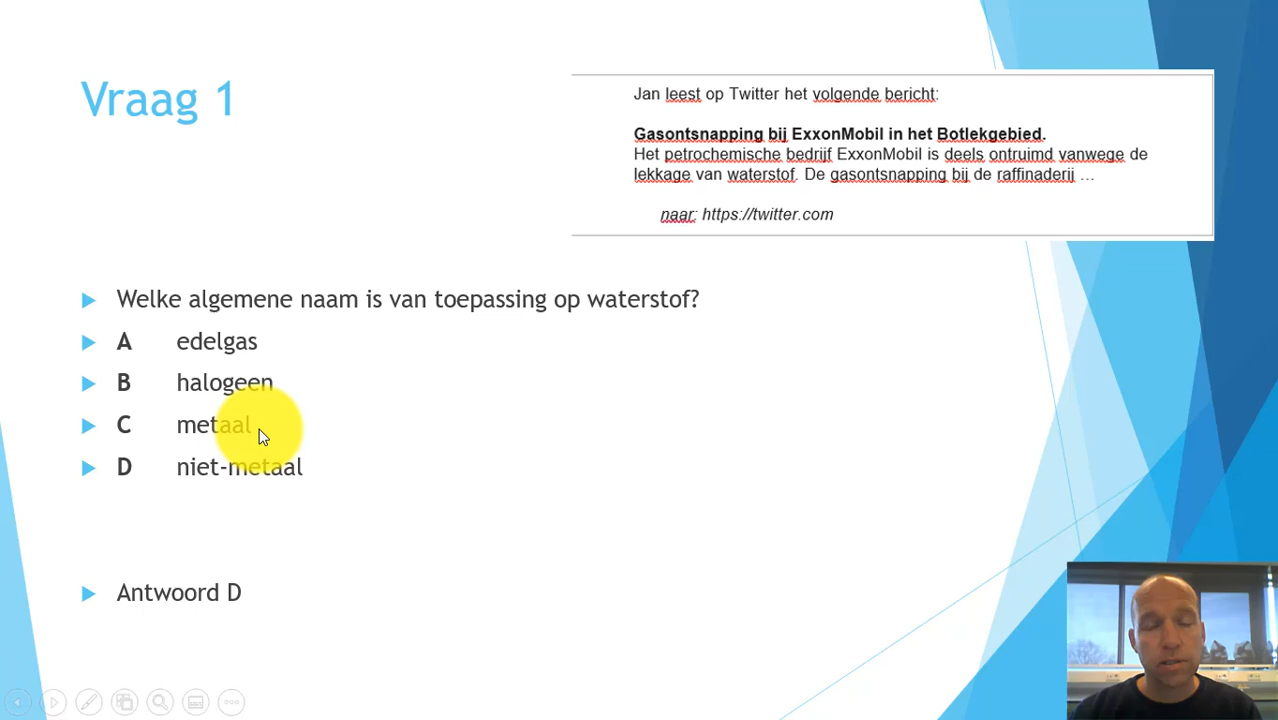 Vraag 1
Jan leest op Twitter het volgende bericht:
Gasontsnapping bij ExxonMobil in het Botlekgebied.
Het petrochemische bedrijf ExxonMobil is deels ontruimd vanwege de
lekkage van waterstof. De gasontsnapping bij de raffinaderij ...
naar: https://twitter.com
Welke algemene naam is van toepassing op waterstof?
A edelgas
B halogeen
C metaal
D niet-metaal
Antwoord D